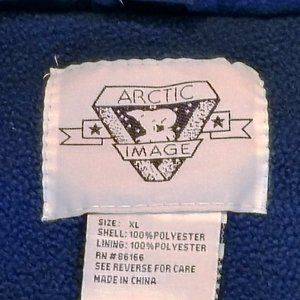 ARCTIC
IMAGE
SIZE: XL
SHELL: 100%POLYESTER
LINING: 100%POLYESTER
RN # 86166
SEE REVERSE FOR CARE
MADE IN CHINA